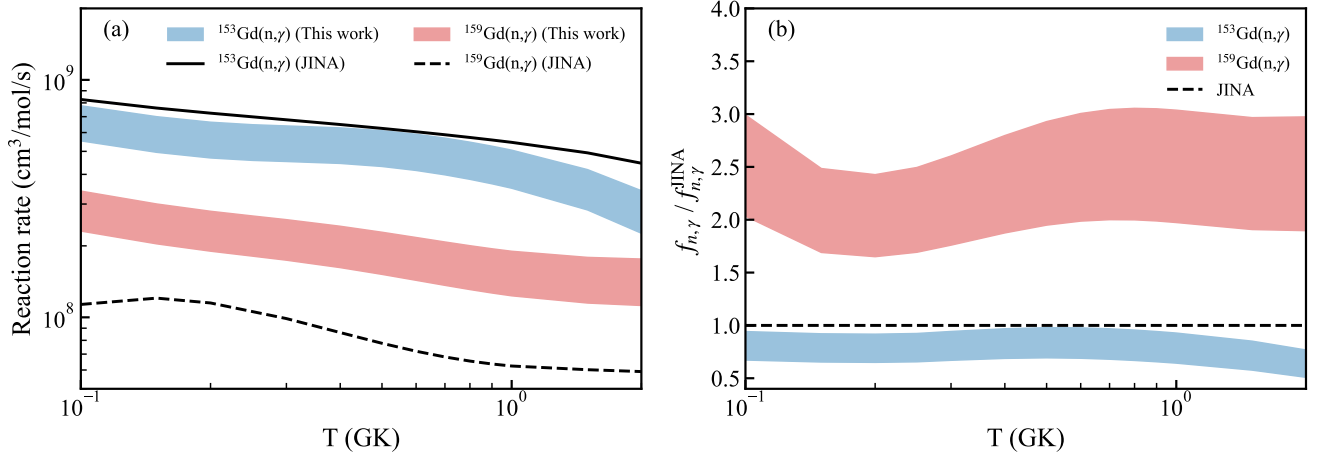 (a)
¹⁵³Gd(n,γ) (This work)
¹⁵⁹Gd(n,γ) (This work)
¹⁵³Gd(n,γ) (JINA)
¹⁵⁹Gd(n,γ) (JINA)
Reaction rate (cm³/mol/s)
10⁹
10⁸
10⁻¹
10⁰
T (GK)
(b)
¹⁵³Gd(n,γ)
¹⁵⁹Gd(n,γ)
JINA
f_{n,γ} / f_{n,γ}^{JINA}
4.0
3.5
3.0
2.5
2.0
1.5
1.0
0.5
10⁻¹
10⁰
T (GK)